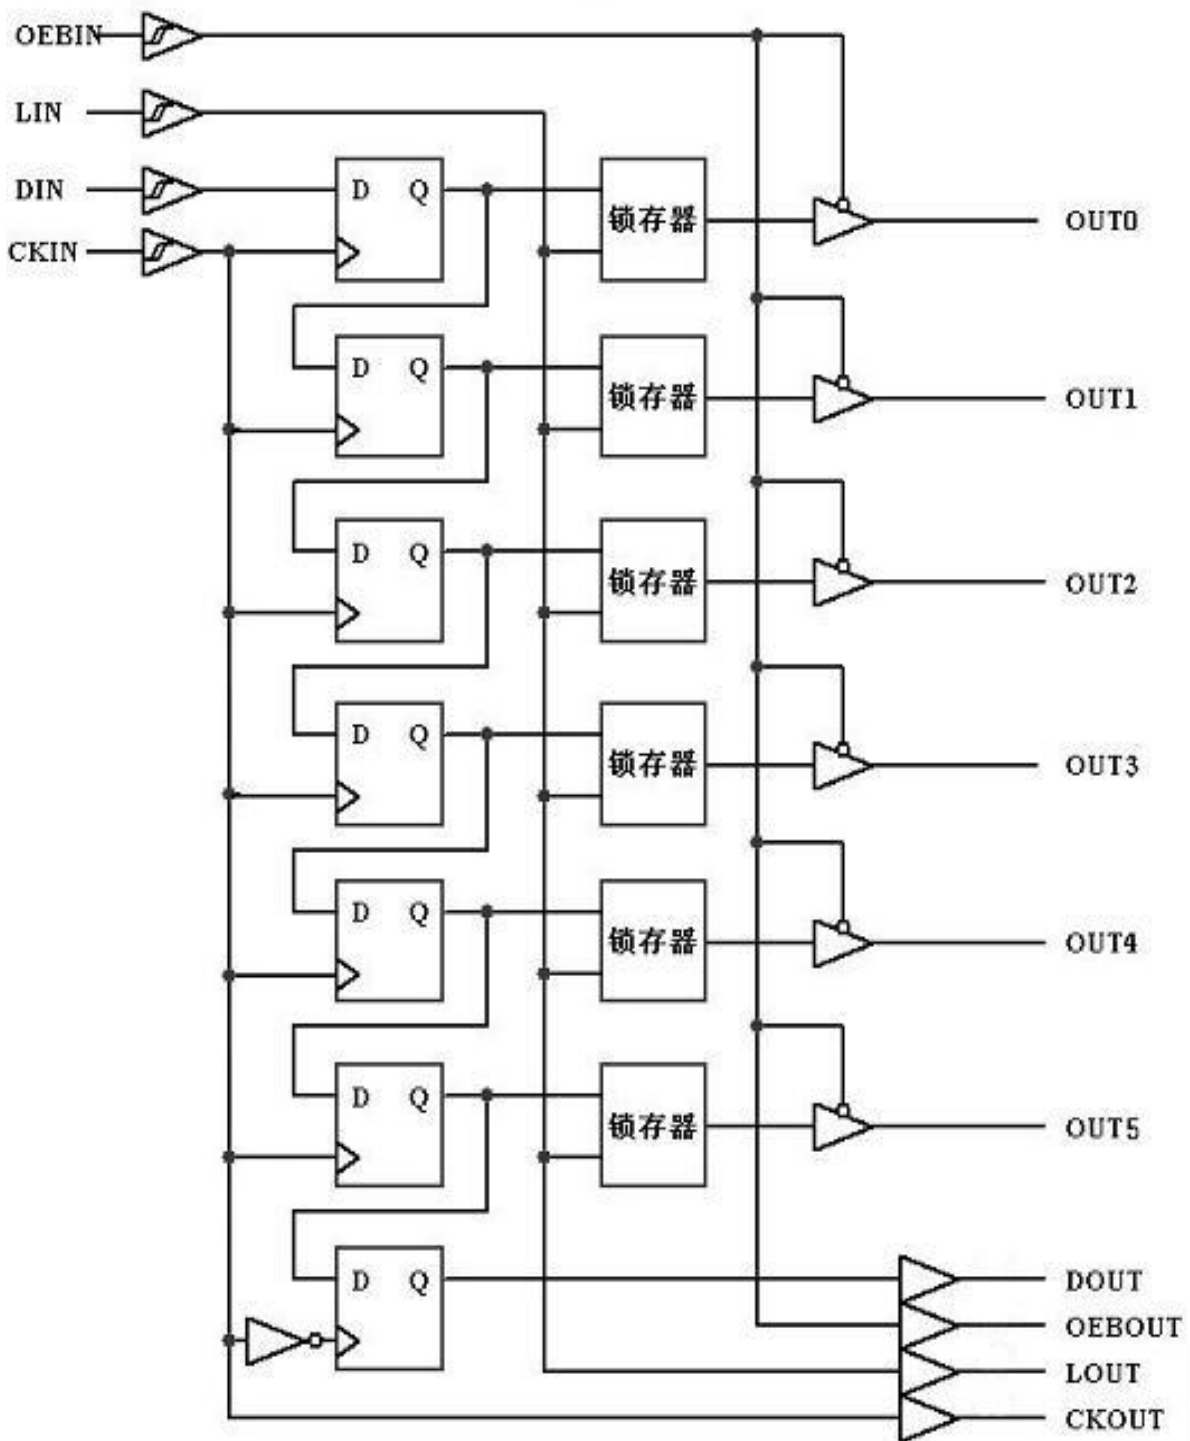 OEBIN
LIN
DIN
CKIN
D Q
锁存器
OUT0
D Q
锁存器
OUT1
D Q
锁存器
OUT2
D Q
锁存器
OUT3
D Q
锁存器
OUT4
D Q
锁存器
OUT5
D Q
DOUT
OEBOUT
LOUT
CKOUT